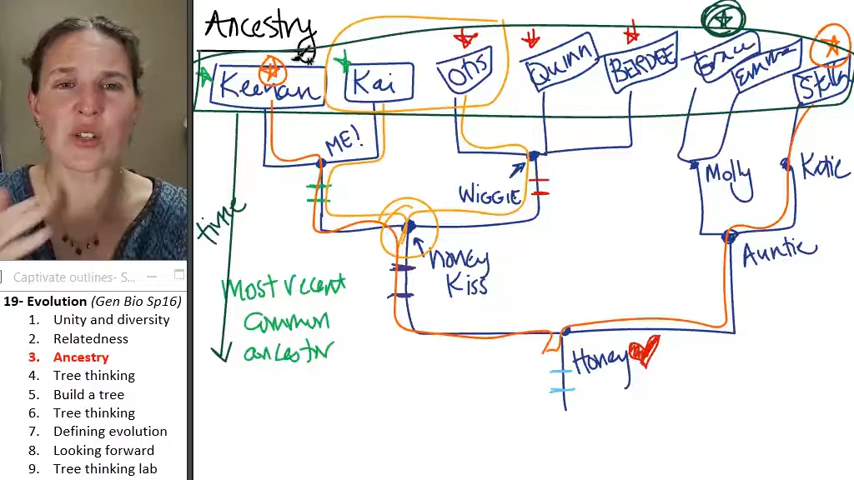 Ancestry
Keenan
Kai
Otis
Quinn
BERDEE
Grace
Emma
Stella
ME!
WIGGIE
Molly
Katie
time
Honey
Kiss
Auntie
Most recent
common
ancestor
Honey
Captivate outlines- S...
19- Evolution (Gen Bio Sp16)
1. Unity and diversity
2. Relatedness
3. Ancestry
4. Tree thinking
5. Build a tree
6. Tree thinking
7. Defining evolution
8. Looking forward
9. Tree thinking lab